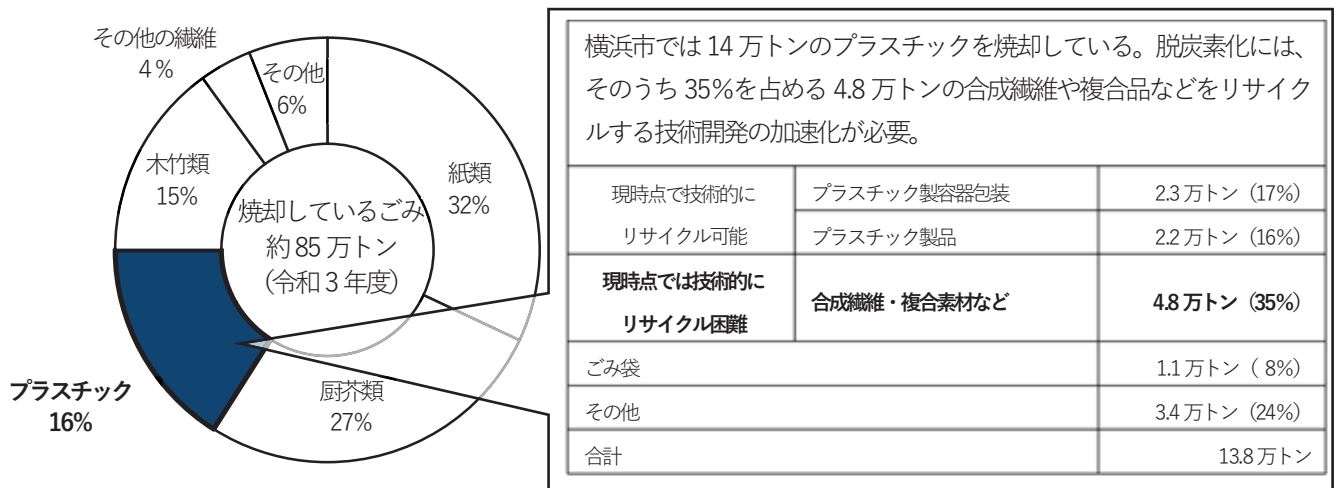 その他の繊維
4%
その他
6%
紙類
32%
木竹類
15%
焼却しているごみ
約85万トン
(令和3年度)
プラスチック
16%
厨芥類
27%
横浜市では14万トンのプラスチックを焼却している。脱炭素化には、
そのうち35%を占める4.8万トンの合成繊維や複合品などをリサイク
ルする技術開発の加速化が必要。
現時点で技術的に
リサイクル可能
プラスチック製容器包装 2.3万トン (17%)
プラスチック製品 2.2万トン (16%)
現時点では技術的に
リサイクル困難
合成繊維・複合素材など 4.8万トン (35%)
ごみ袋 1.1万トン ( 8%)
その他 3.4万トン (24%)
合計 13.8万トン